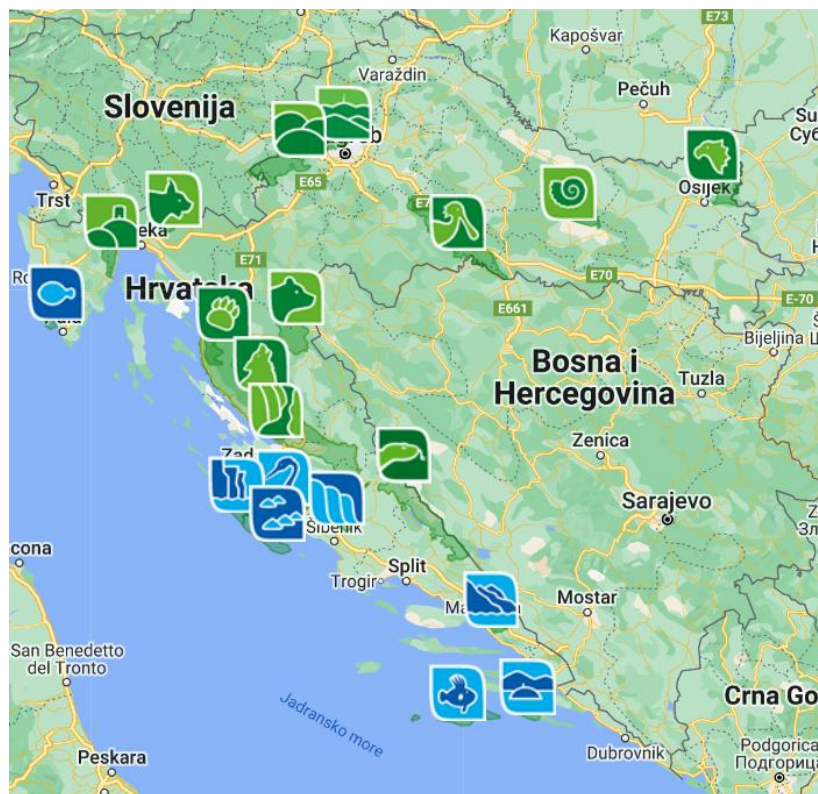 E73
Kapošvar
Varaždin
Pečuh
Slovenija
Trst
E65
Osijek
E71
Hrvatska
E70
E-70
E661
Bijeljina
Bosna i
Hercegovina
Tuzla
Zenica
Sarajevo
Split
Trogir
Mostar
San Benedetto
del Tronto
Jadransko more
Crna Go
Dubrovnik
Podgorica
Подгорица
Peskara
Šibenik
cona